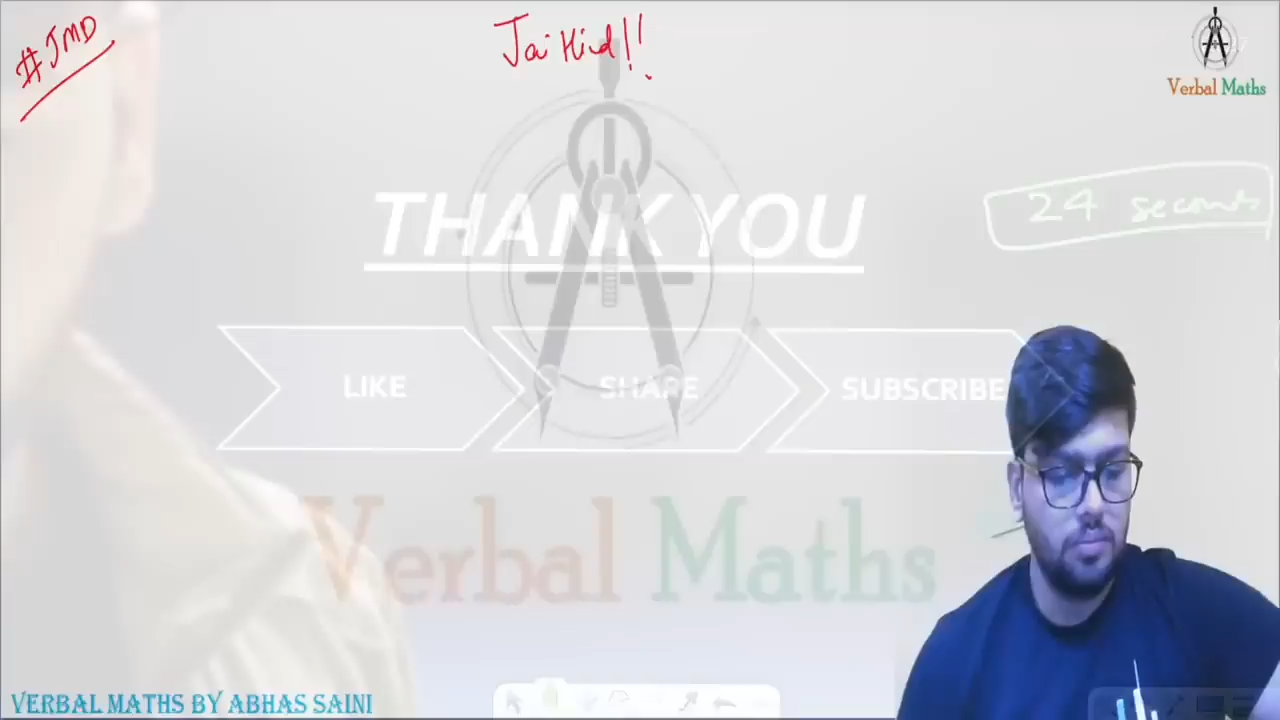 #JMD
Jai Hind!!
Verbal Maths
THANK YOU
24 seconds
LIKE
SHARE
SUBSCRIBE
Verbal Maths
VERBAL MATHS BY ABHAS SAINI